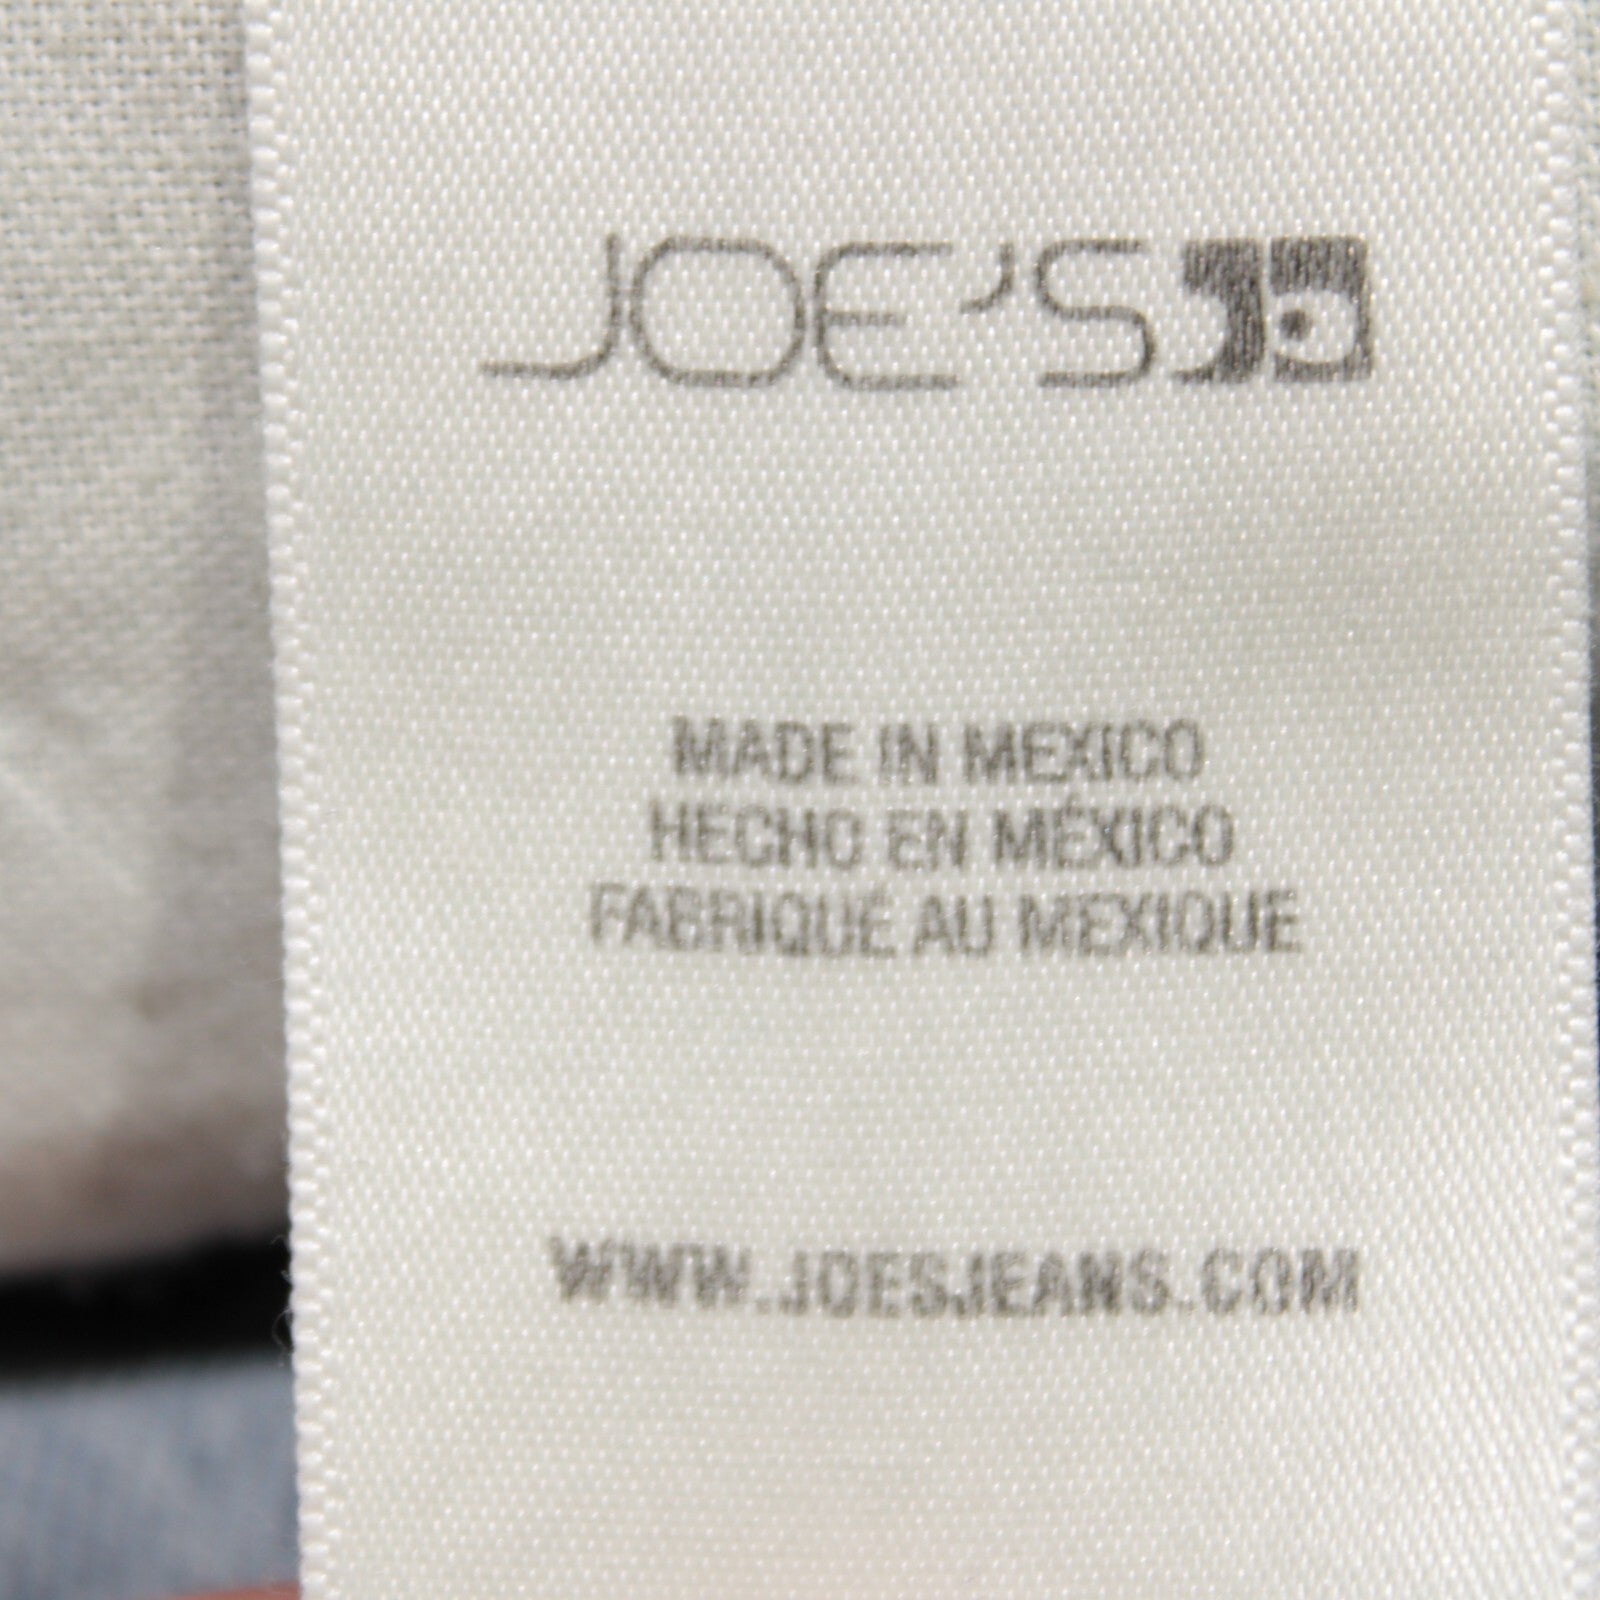 JOE'S
MADE IN MEXICO
HECHO EN MÉXICO
FABRIQUÉ AU MEXIQUE
WWW.JOESJEANS.COM